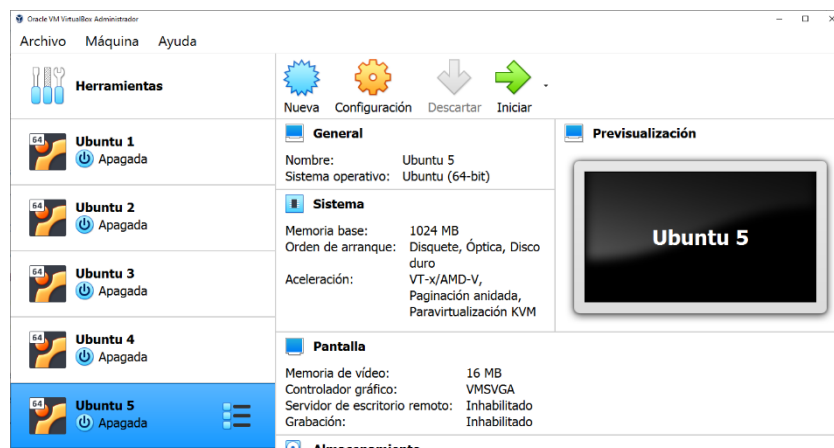 Oracle VM VirtualBox Administrador
Archivo Máquina Ayuda
Herramientas
64
Ubuntu 1
Apagada
64
Ubuntu 2
Apagada
64
Ubuntu 3
Apagada
64
Ubuntu 4
Apagada
64
Ubuntu 5
Apagada
Nueva Configuración Descartar Iniciar
General
Nombre: Ubuntu 5
Sistema operativo: Ubuntu (64-bit)
Sistema
Memoria base: 1024 MB
Orden de arranque: Disquete, Óptica, Disco
duro
Aceleración: VT-x/AMD-V,
Paginación anidada,
Paravirtualización KVM
Pantalla
Memoria de vídeo: 16 MB
Controlador gráfico: VMSVGA
Servidor de escritorio remoto: Inhabilitado
Grabación: Inhabilitado
Almacenamiento
Previsualización
Ubuntu 5